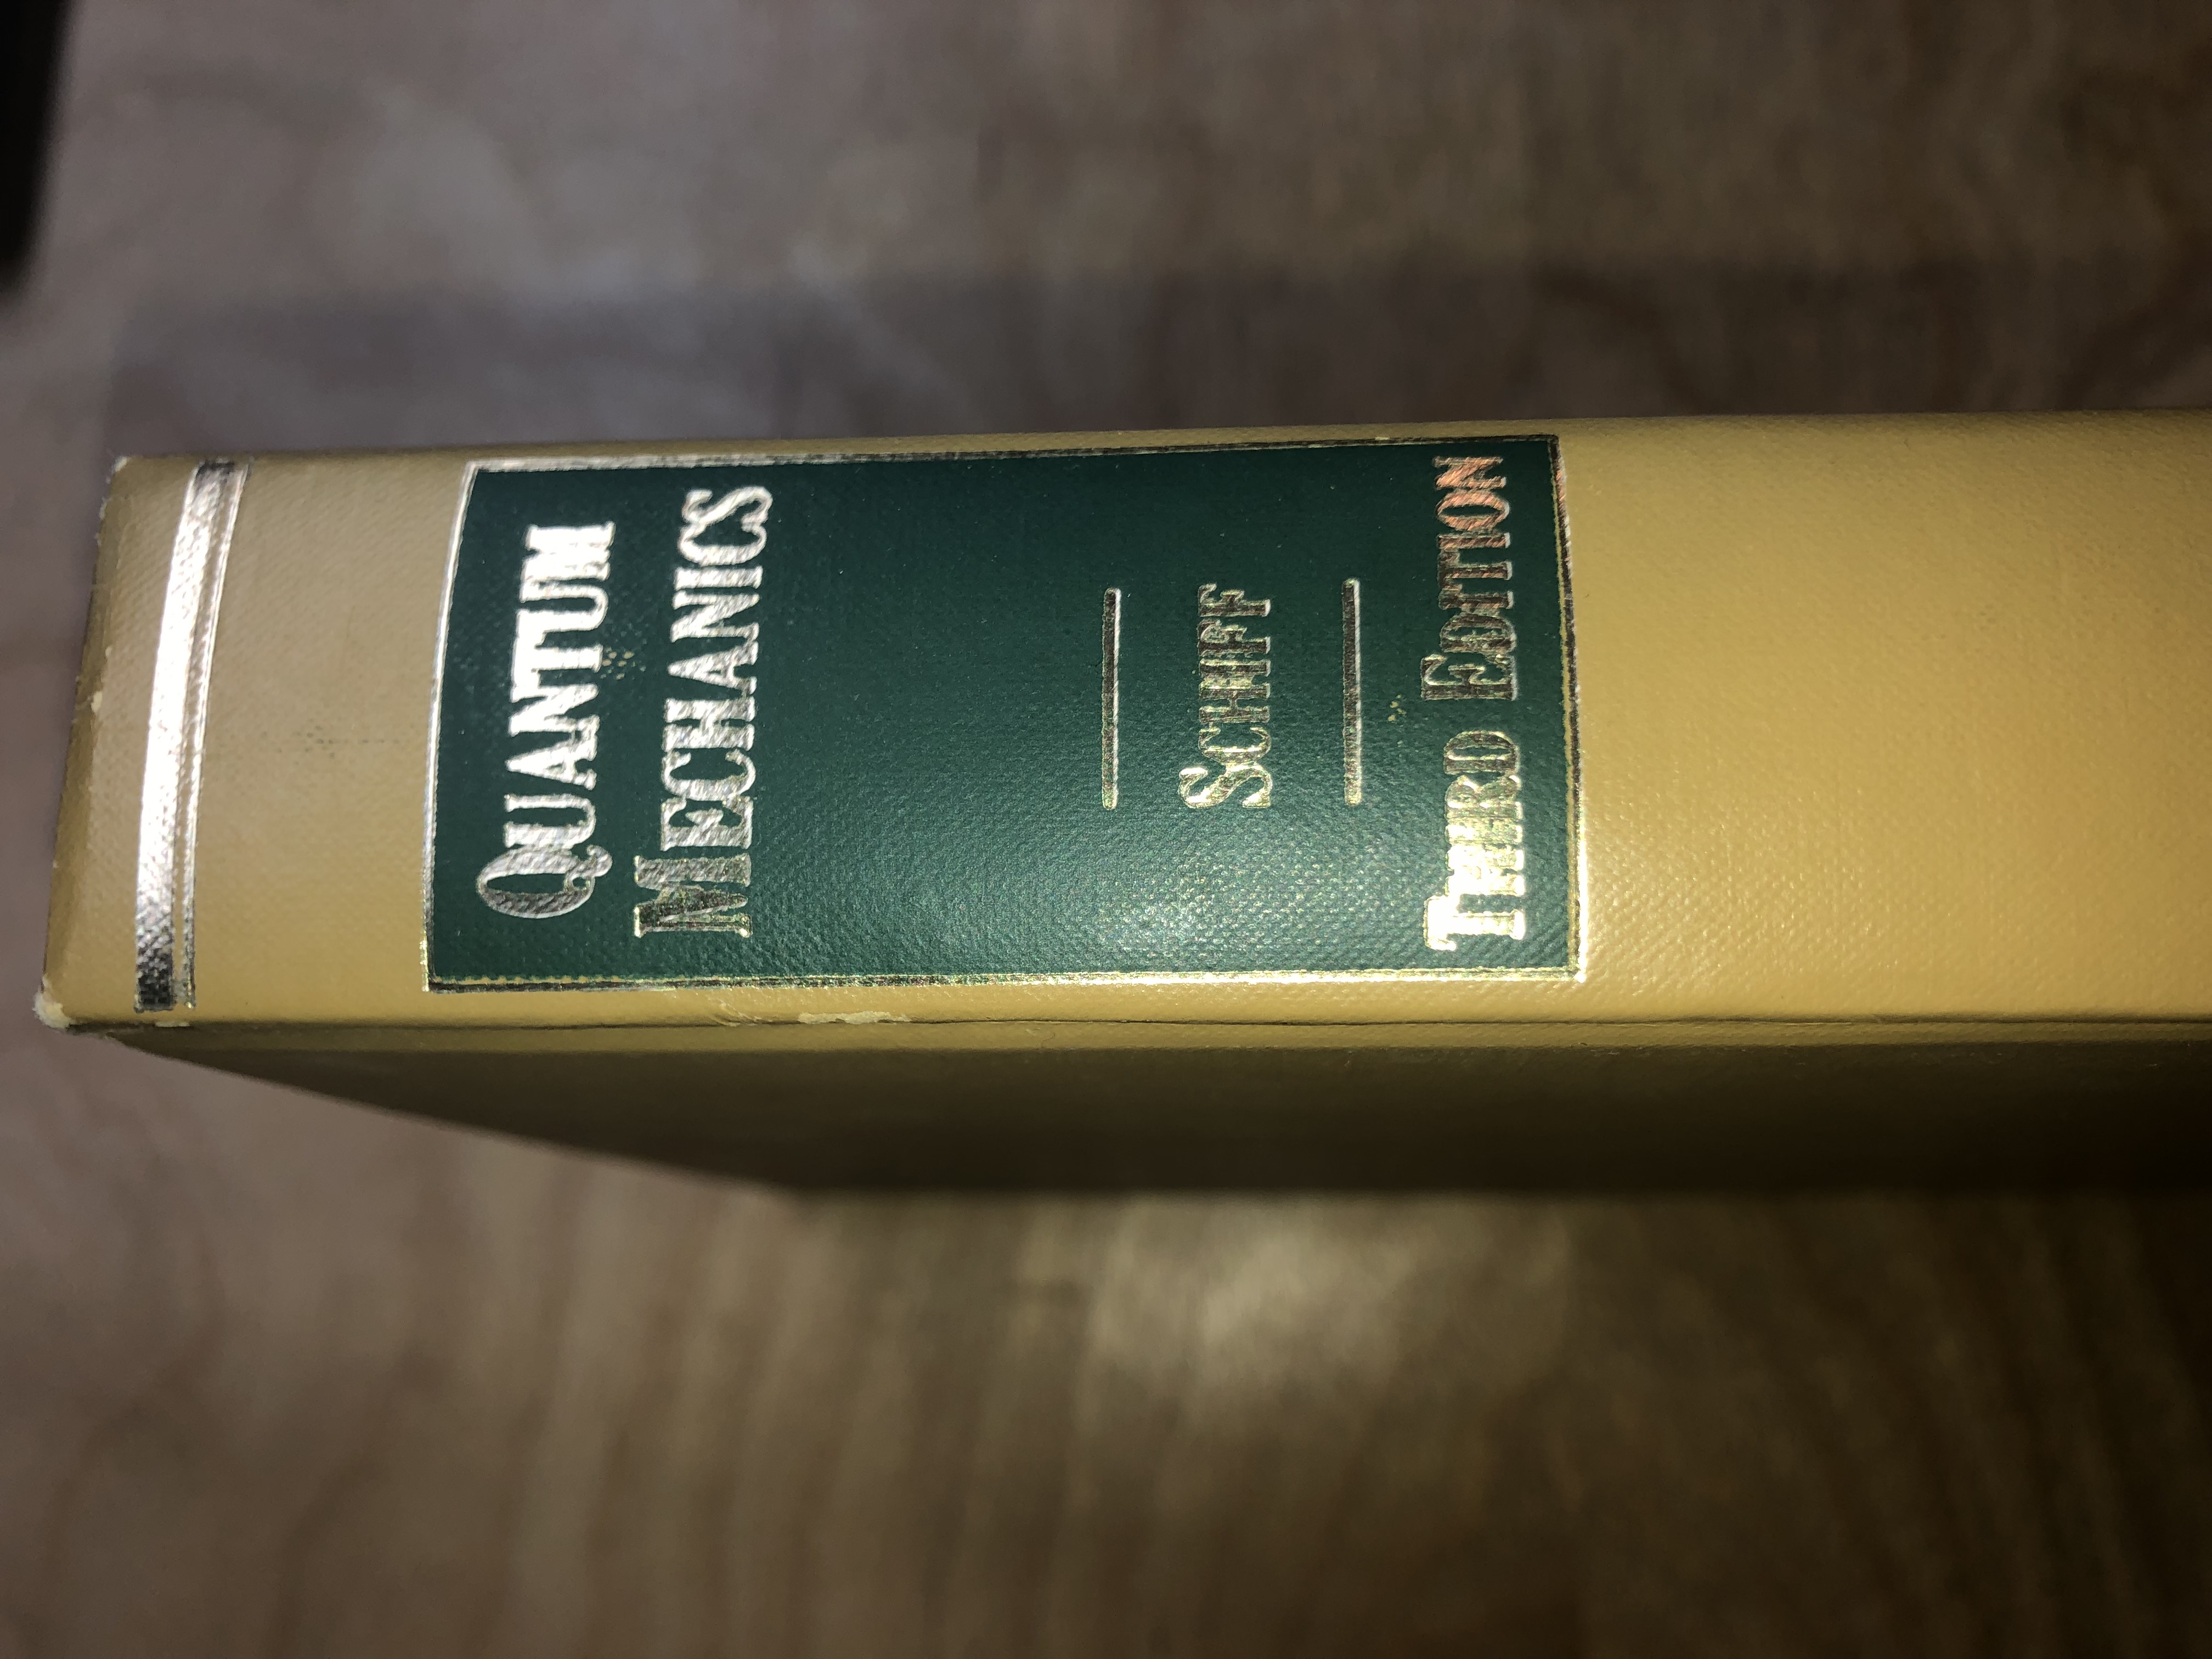 QUANTUM
MECHANICS
SCHIFF
THIRD EDITION